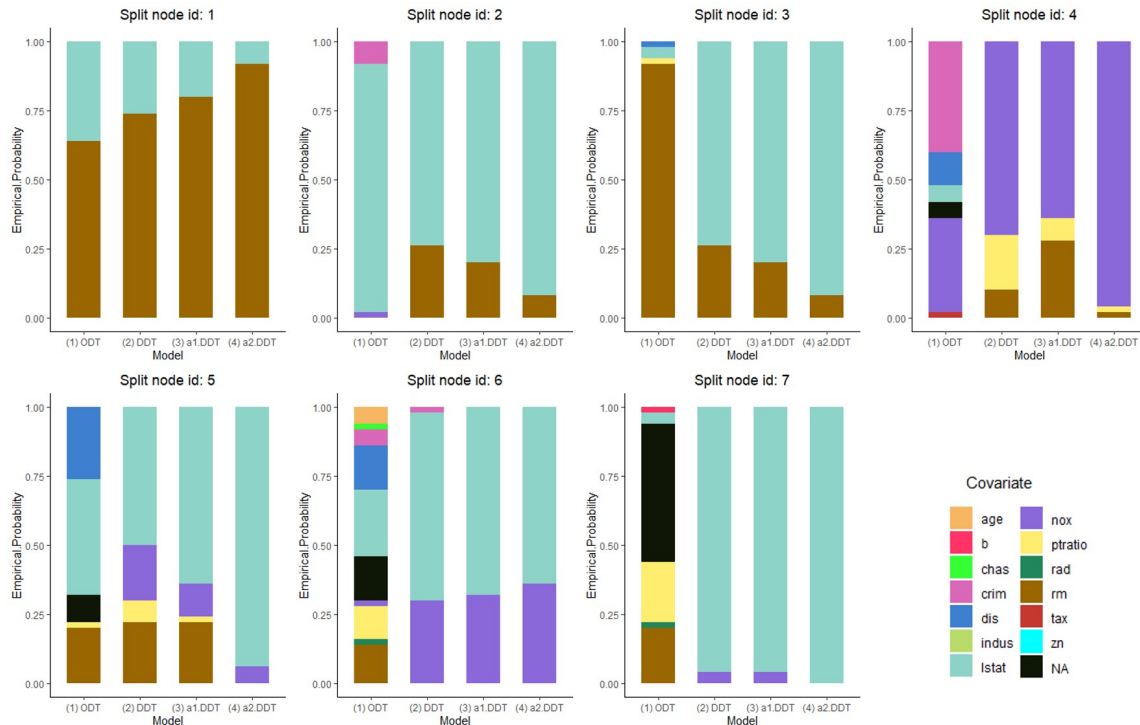 Split node id: 1
Split node id: 2
Split node id: 3
Split node id: 4
Empirical.Probability
1.00
0.75
0.50
0.25
0.00
(1) ODT (2) DDT (3) a1.DDT (4) a2.DDT
Model
Empirical.Probability
1.00
0.75
0.50
0.25
0.00
(1) ODT (2) DDT (3) a1.DDT (4) a2.DDT
Model
Empirical.Probability
1.00
0.75
0.50
0.25
0.00
(1) ODT (2) DDT (3) a1.DDT (4) a2.DDT
Model
Empirical.Probability
1.00
0.75
0.50
0.25
0.00
(1) ODT (2) DDT (3) a1.DDT (4) a2.DDT
Model
Split node id: 5
Split node id: 6
Split node id: 7
Empirical.Probability
1.00
0.75
0.50
0.25
0.00
(1) ODT (2) DDT (3) a1.DDT (4) a2.DDT
Model
Empirical.Probability
1.00
0.75
0.50
0.25
0.00
(1) ODT (2) DDT (3) a1.DDT (4) a2.DDT
Model
Empirical.Probability
1.00
0.75
0.50
0.25
0.00
(1) ODT (2) DDT (3) a1.DDT (4) a2.DDT
Model
Covariate
age
b
chas
crim
dis
indus
lstat
nox
ptratio
rad
rm
tax
zn
NA